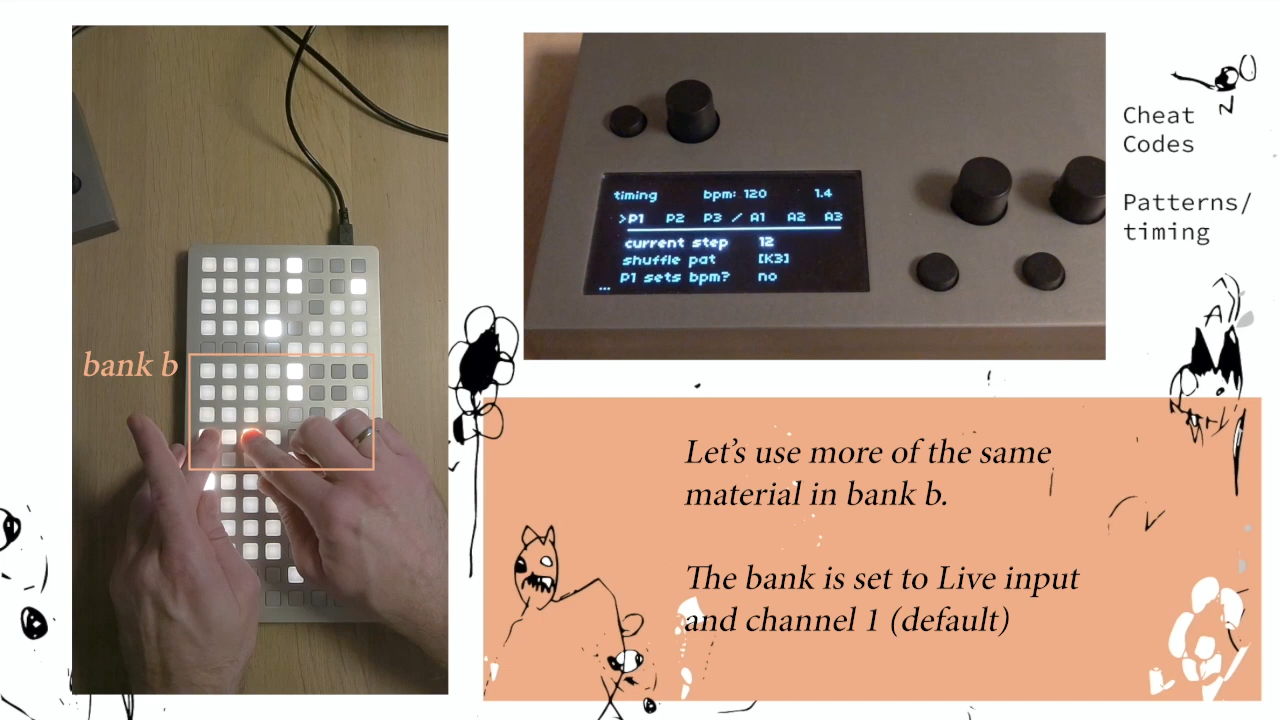 bank b
timing bpm: 120 1.4
>P1 P2 P3 / A1 A2 A3
current step 12
shuffle pat [K3]
P1 sets bpm? no
...
Cheat
Codes
Patterns/
timing
Let's use more of the same
material in bank b.
The bank is set to Live input
and channel 1 (default)